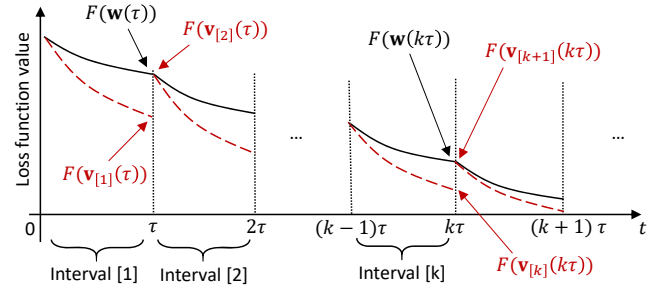 F(w(τ))
F(v[2](τ))
F(w(kτ))
F(v[k+1](kτ))
Loss function value
...
...
F(v[1](τ))
0
τ
2τ
(k − 1)τ
kτ
(k + 1) τ
t
Interval [1]
Interval [2]
Interval [k]
F(v[k](kτ))